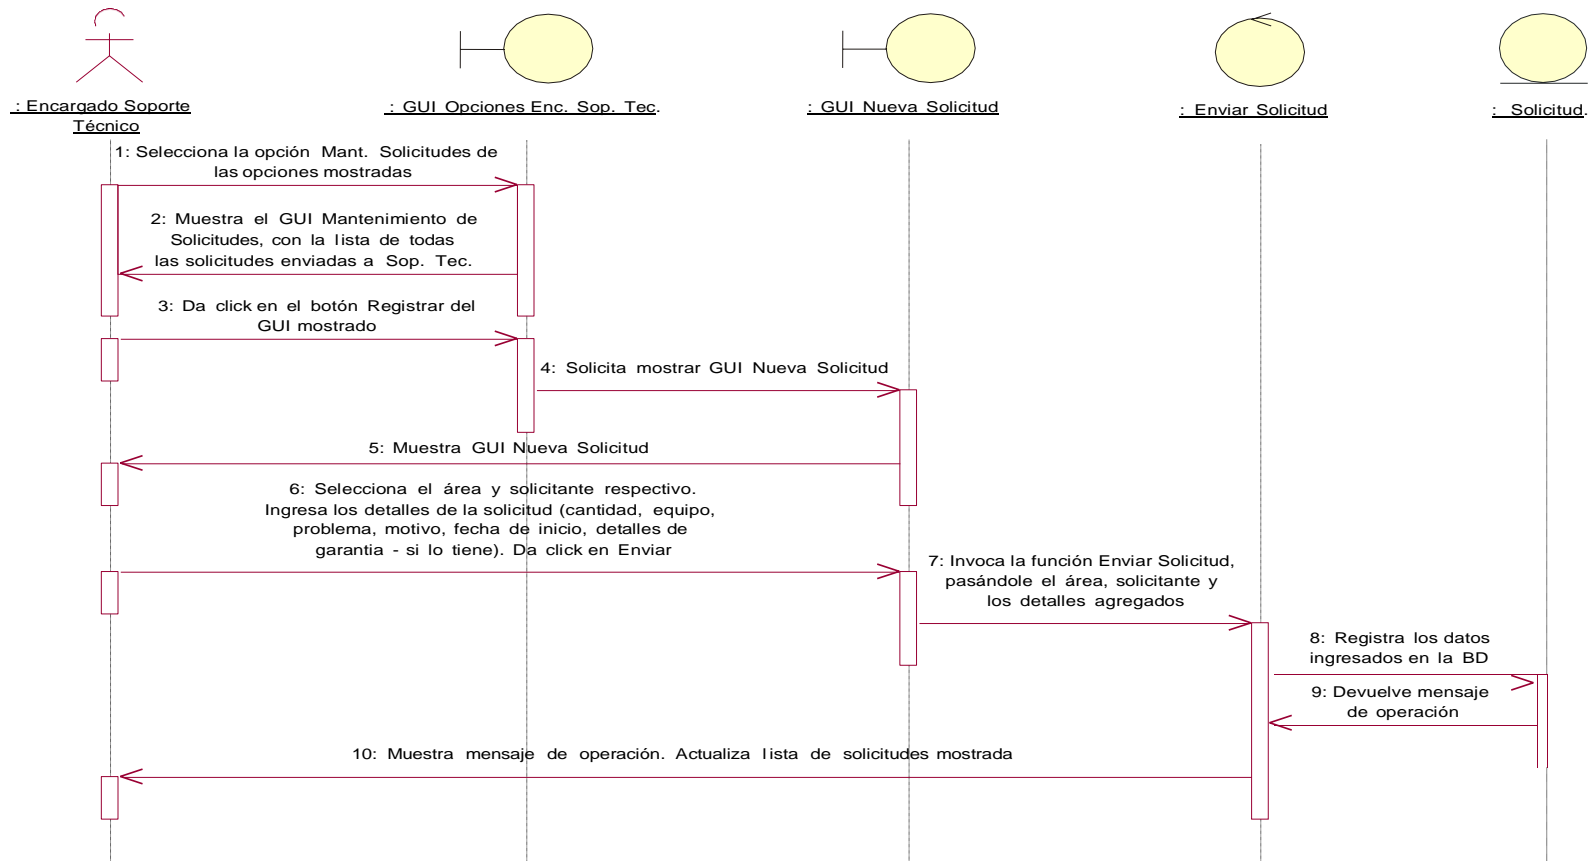 : Encargado Soporte
Técnico
: GUI Opciones Enc. Sop. Tec.
: GUI Nueva Solicitud
: Enviar Solicitud
: Solicitud.
1: Selecciona la opción Mant. Solicitudes de
las opciones mostradas
2: Muestra el GUI Mantenimiento de
Solicitudes, con la lista de todas
las solicitudes enviadas a Sop. Tec.
3: Da click en el botón Registrar del
GUI mostrado
4: Solicita mostrar GUI Nueva Solicitud
5: Muestra GUI Nueva Solicitud
6: Selecciona el área y solicitante respectivo.
Ingresa los detalles de la solicitud (cantidad, equipo,
problema, motivo, fecha de inicio, detalles de
garantia - si lo tiene). Da click en Enviar
7: Invoca la función Enviar Solicitud,
pasándole el área, solicitante y
los detalles agregados
8: Registra los datos
ingresados en la BD
9: Devuelve mensaje
de operación
10: Muestra mensaje de operación. Actualiza lista de solicitudes mostrada